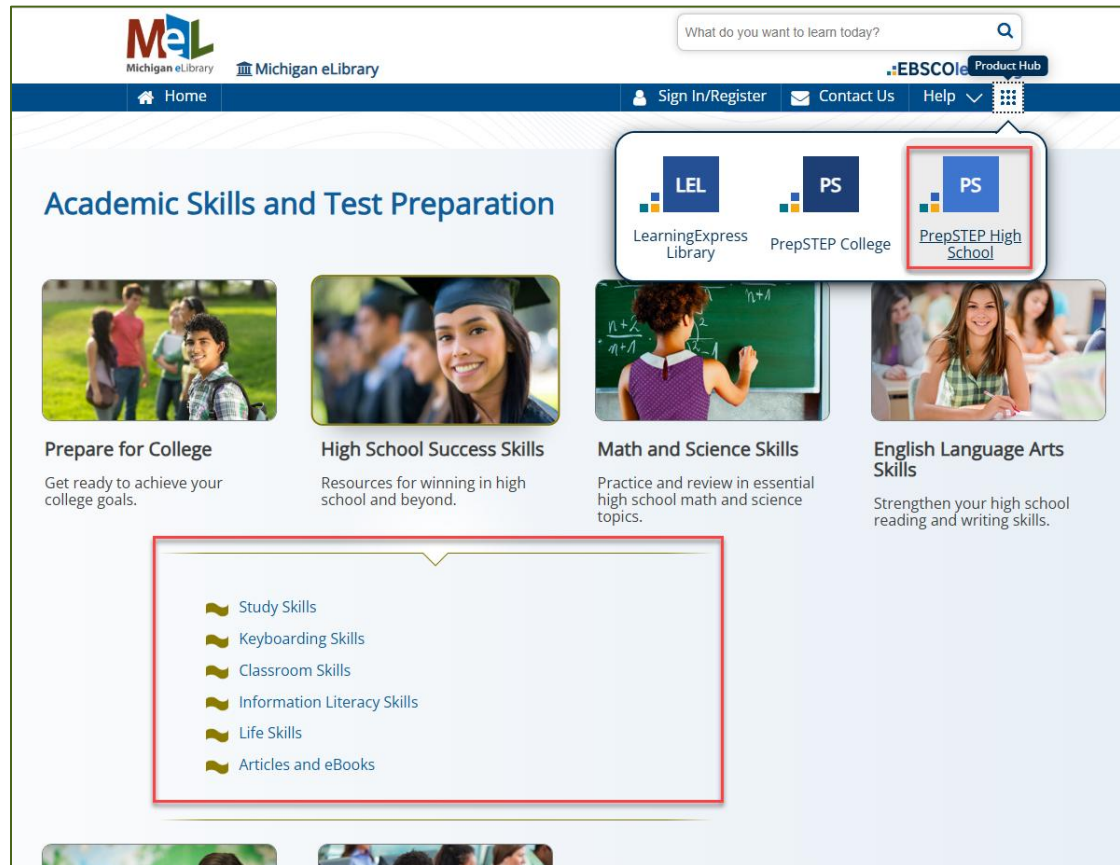 MeL
Michigan eLibrary
Michigan eLibrary
What do you want to learn today?
EBSCOle
Product Hub
Home
Sign In/Register
Contact Us
Help
LEL
PS
PS
LearningExpress
Library
PrepSTEP College
PrepSTEP High
School
Academic Skills and Test Preparation
Prepare for College
Get ready to achieve your
college goals.
High School Success Skills
Resources for winning in high
school and beyond.
Math and Science Skills
Practice and review in essential
high school math and science
topics.
English Language Arts
Skills
Strengthen your high school
reading and writing skills.
Study Skills
Keyboarding Skills
Classroom Skills
Information Literacy Skills
Life Skills
Articles and eBooks